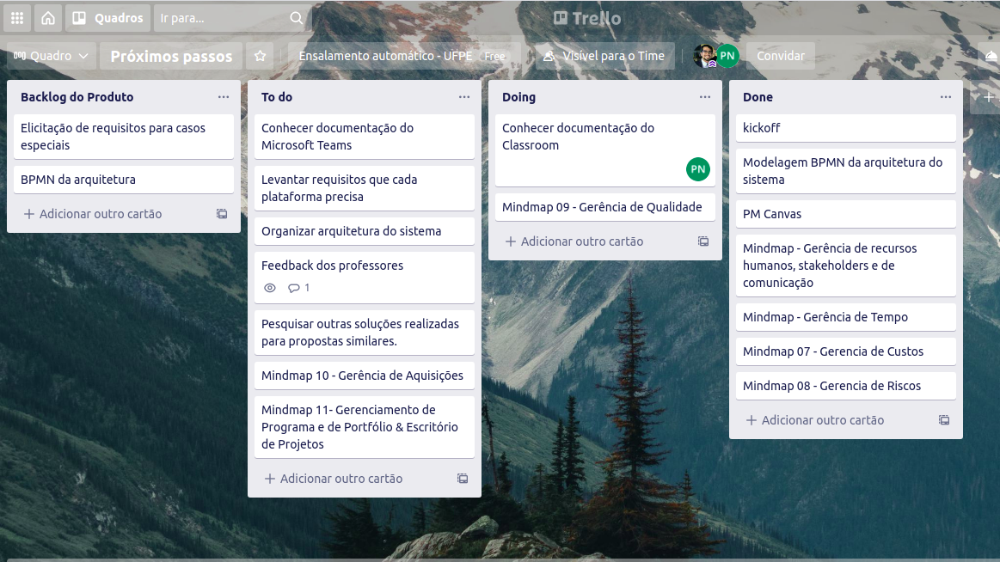 Quadros
Ir para...
Trello
Quadro
Próximos passos
Ensalamento automático - UFPE
Free
Visível para o Time
PN
Convidar
Backlog do Produto
Elicitação de requisitos para casos
especiais
BPMN da arquitetura
+ Adicionar outro cartão
To do
Conhecer documentação do
Microsoft Teams
Levantar requisitos que cada
plataforma precisa
Organizar arquitetura do sistema
Feedback dos professores
1
Pesquisar outras soluções realizadas
para propostas similares.
Mindmap 10 - Gerência de Aquisições
Mindmap 11- Gerenciamento de
Programa e de Portfólio & Escritório
de Projetos
+ Adicionar outro cartão
Doing
Conhecer documentação do
Classroom
PN
Mindmap 09 - Gerência de Qualidade
+ Adicionar outro cartão
Done
kickoff
Modelagem BPMN da arquitetura do
sistema
PM Canvas
Mindmap - Gerência de recursos
humanos, stakeholders e de
comunicação
Mindmap - Gerência de Tempo
Mindmap 07 - Gerencia de Custos
Mindmap 08 - Gerencia de Riscos
+ Adicionar outro cartão